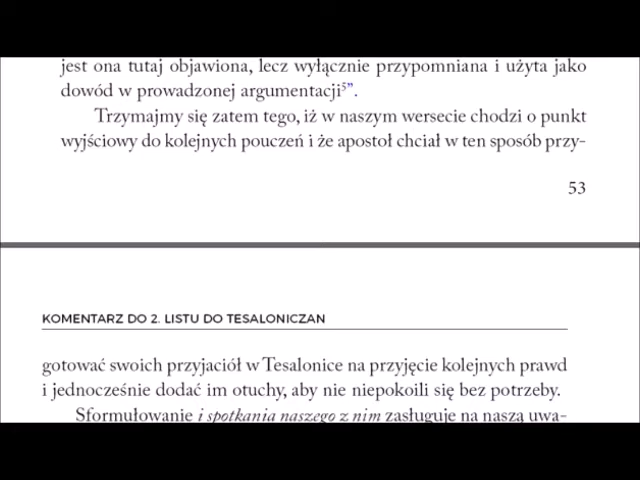 jest ona tutaj objawiona, lecz wyłącznie przypomniana i użyta jako
dowód w prowadzonej argumentacji⁵”.
Trzymajmy się zatem tego, iż w naszym wersecie chodzi o punkt
wyjściowy do kolejnych pouczeń i że apostoł chciał w ten sposób przy-
53
KOMENTARZ DO 2. LISTU DO TESALONICZAN
gotować swoich przyjaciół w Tesalonice na przyjęcie kolejnych prawd
i jednocześnie dodać im otuchy, aby nie niepokoili się bez potrzeby.
Sformułowanie i spotkania naszego z nim zasługuje na naszą uwa-